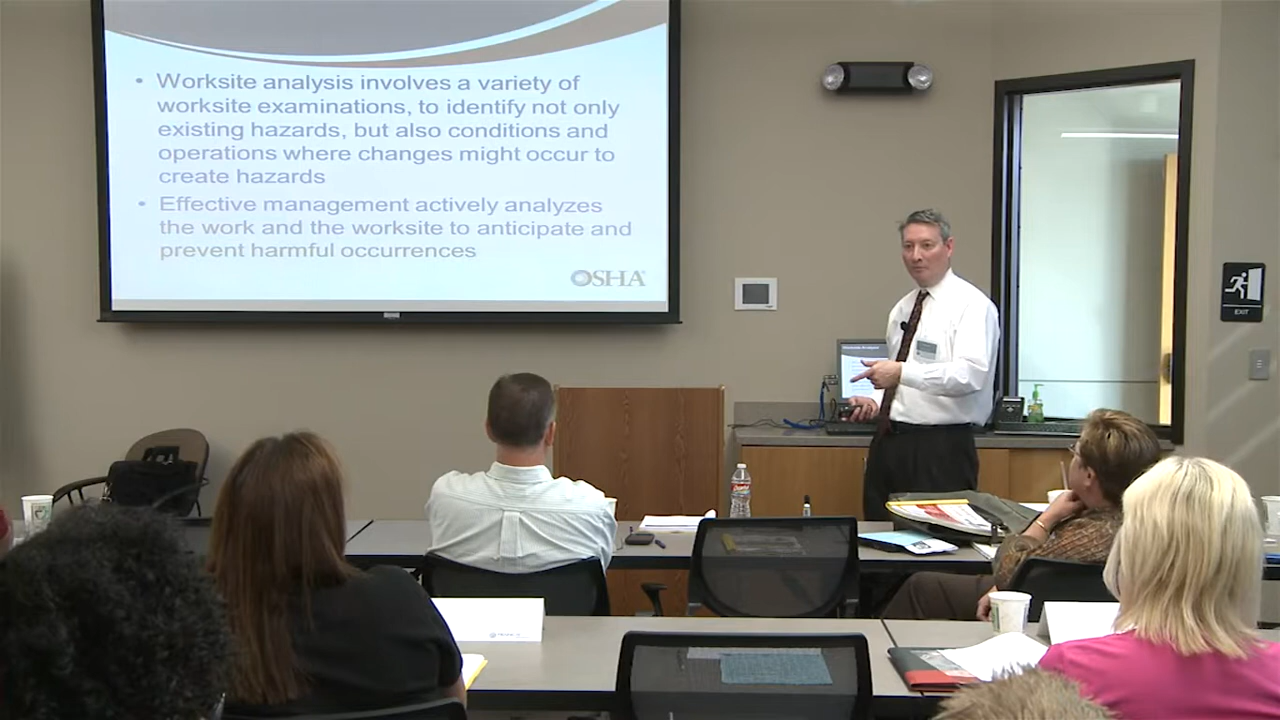 • Worksite analysis involves a variety of
worksite examinations, to identify not only
existing hazards, but also conditions and
operations where changes might occur to
create hazards
• Effective management actively analyzes
the work and the worksite to anticipate and
prevent harmful occurrences
OSHA
EXIT